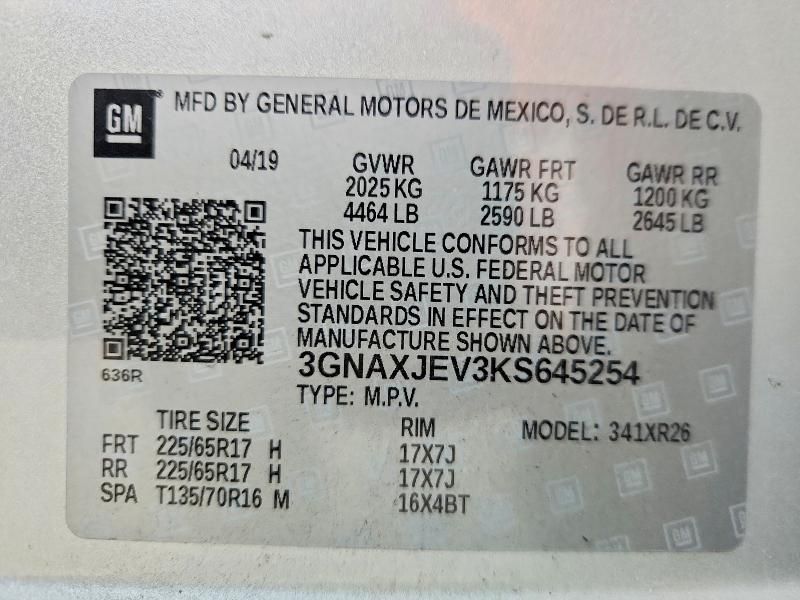 GM ® MFD BY GENERAL MOTORS DE MEXICO, S. DE R.L. DE C.V.
04/19 GVWR GAWR FRT GAWR RR
2025 KG 1175 KG 1200 KG
4464 LB 2590 LB 2645 LB
THIS VEHICLE CONFORMS TO ALL
APPLICABLE U.S. FEDERAL MOTOR
VEHICLE SAFETY AND THEFT PREVENTION
STANDARDS IN EFFECT ON THE DATE OF
MANUFACTURE SHOWN ABOVE.
636R
3GNAXJEV3KS645254
TYPE: M.P.V.
TIRE SIZE RIM MODEL: 341XR26
FRT 225/65R17 H 17X7J
RR 225/65R17 H 17X7J
SPA T135/70R16 M 16X4BT